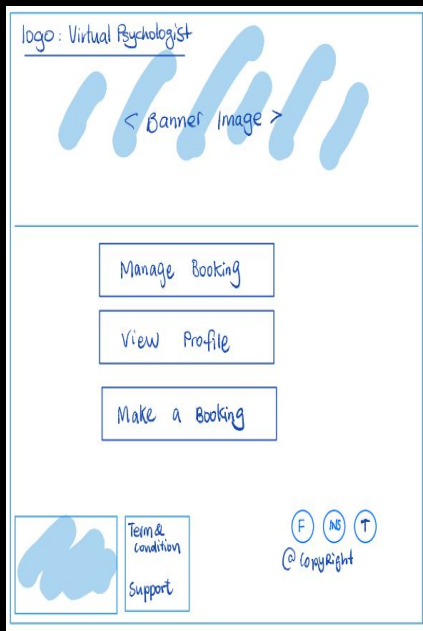 logo: Virtual Psychologist
< Banner Image >
Manage Booking
View Profile
Make a Booking
Term &
condition
Support
F INS T
@ CopyRight